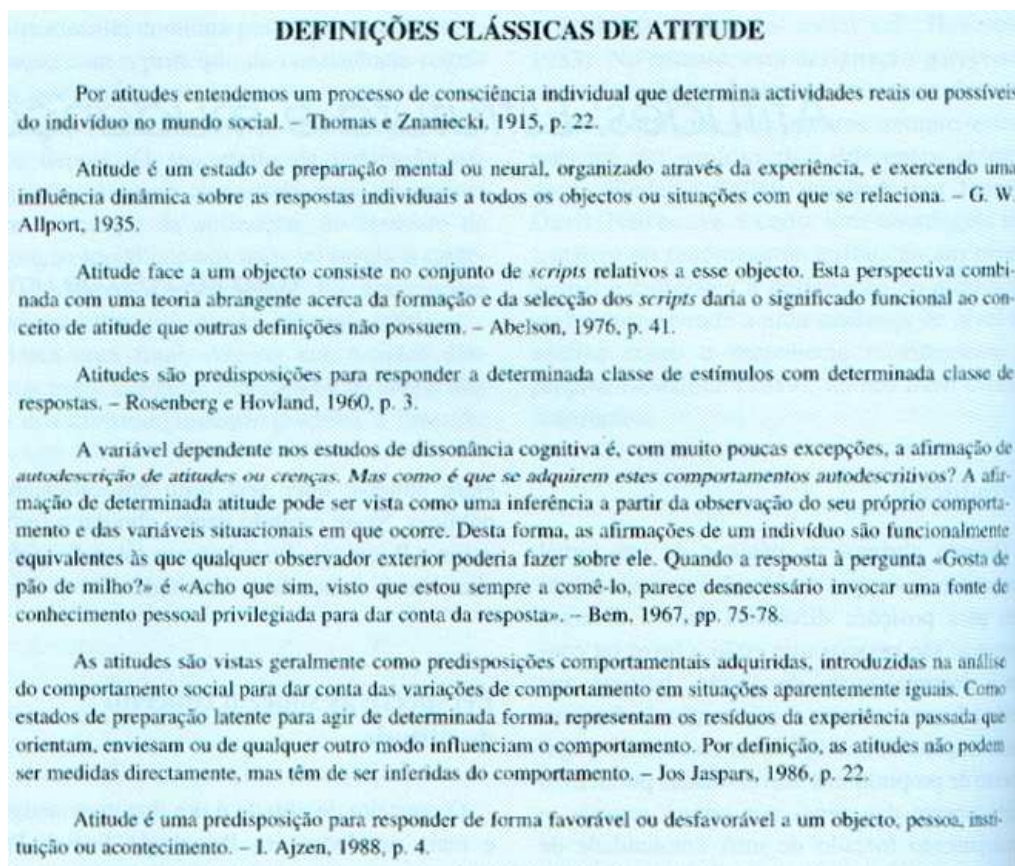 DEFINIÇÕES CLÁSSICAS DE ATITUDE
Por atitudes entendemos um processo de consciência individual que determina actividades reais ou possíveis
do indivíduo no mundo social. – Thomas e Znaniecki, 1915, p. 22.
Atitude é um estado de preparação mental ou neural, organizado através da experiência, e exercendo uma
influência dinâmica sobre as respostas individuais a todos os objectos ou situações com que se relaciona. – G. W.
Allport, 1935.
Atitude face a um objecto consiste no conjunto de scripts relativos a esse objecto. Esta perspectiva combi-
nada com uma teoria abrangente acerca da formação e da selecção dos scripts daria o significado funcional ao con-
ceito de atitude que outras definições não possuem. – Abelson, 1976, p. 41.
Atitudes são predisposições para responder a determinada classe de estímulos com determinada classe de
respostas. – Rosenberg e Hovland, 1960, p. 3.
A variável dependente nos estudos de dissonância cognitiva é, com muito poucas excepções, a afirmação de
autodescrição de atitudes ou crenças. Mas como é que se adquirem estes comportamentos autodescritivos? A afir-
mação de determinada atitude pode ser vista como uma inferência a partir da observação do seu próprio comporta-
mento e das variáveis situacionais em que ocorre. Desta forma, as afirmações de um indivíduo são funcionalmente
equivalentes às que qualquer observador exterior poderia fazer sobre ele. Quando a resposta à pergunta «Gosta de
pão de milho?» é «Acho que sim, visto que estou sempre a comê-lo, parece desnecessário invocar uma fonte de
conhecimento pessoal privilegiada para dar conta da resposta». – Bem, 1967, pp. 75-78.
As atitudes são vistas geralmente como predisposições comportamentais adquiridas, introduzidas na análise
do comportamento social para dar conta das variações de comportamento em situações aparentemente iguais. Como
estados de preparação latente para agir de determinada forma, representam os resíduos da experiência passada que
orientam, enviesam ou de qualquer outro modo influenciam o comportamento. Por definição, as atitudes não podem
ser medidas directamente, mas têm de ser inferidas do comportamento. – Jos Jaspars, 1986, p. 22.
Atitude é uma predisposição para responder de forma favorável ou desfavorável a um objecto, pessoa, insti-
tuição ou acontecimento. – I. Ajzen, 1988, p. 4.